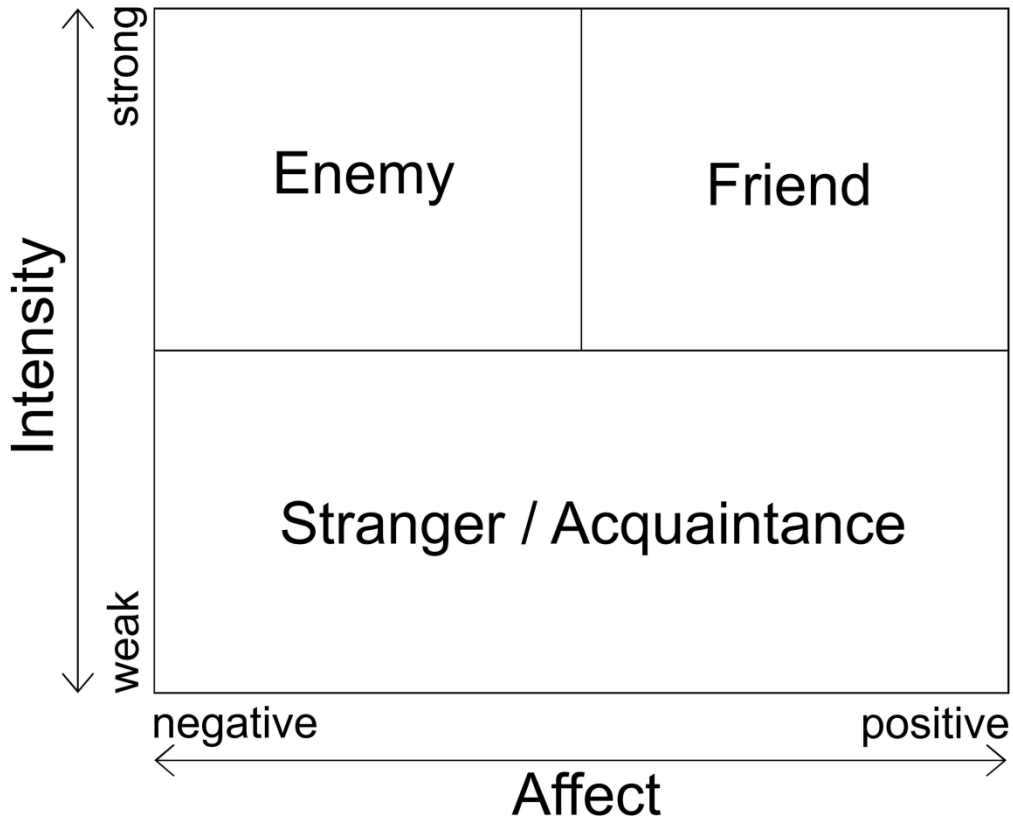 strong
Enemy
Friend
Intensity
Stranger / Acquaintance
weak
negative
positive
Affect